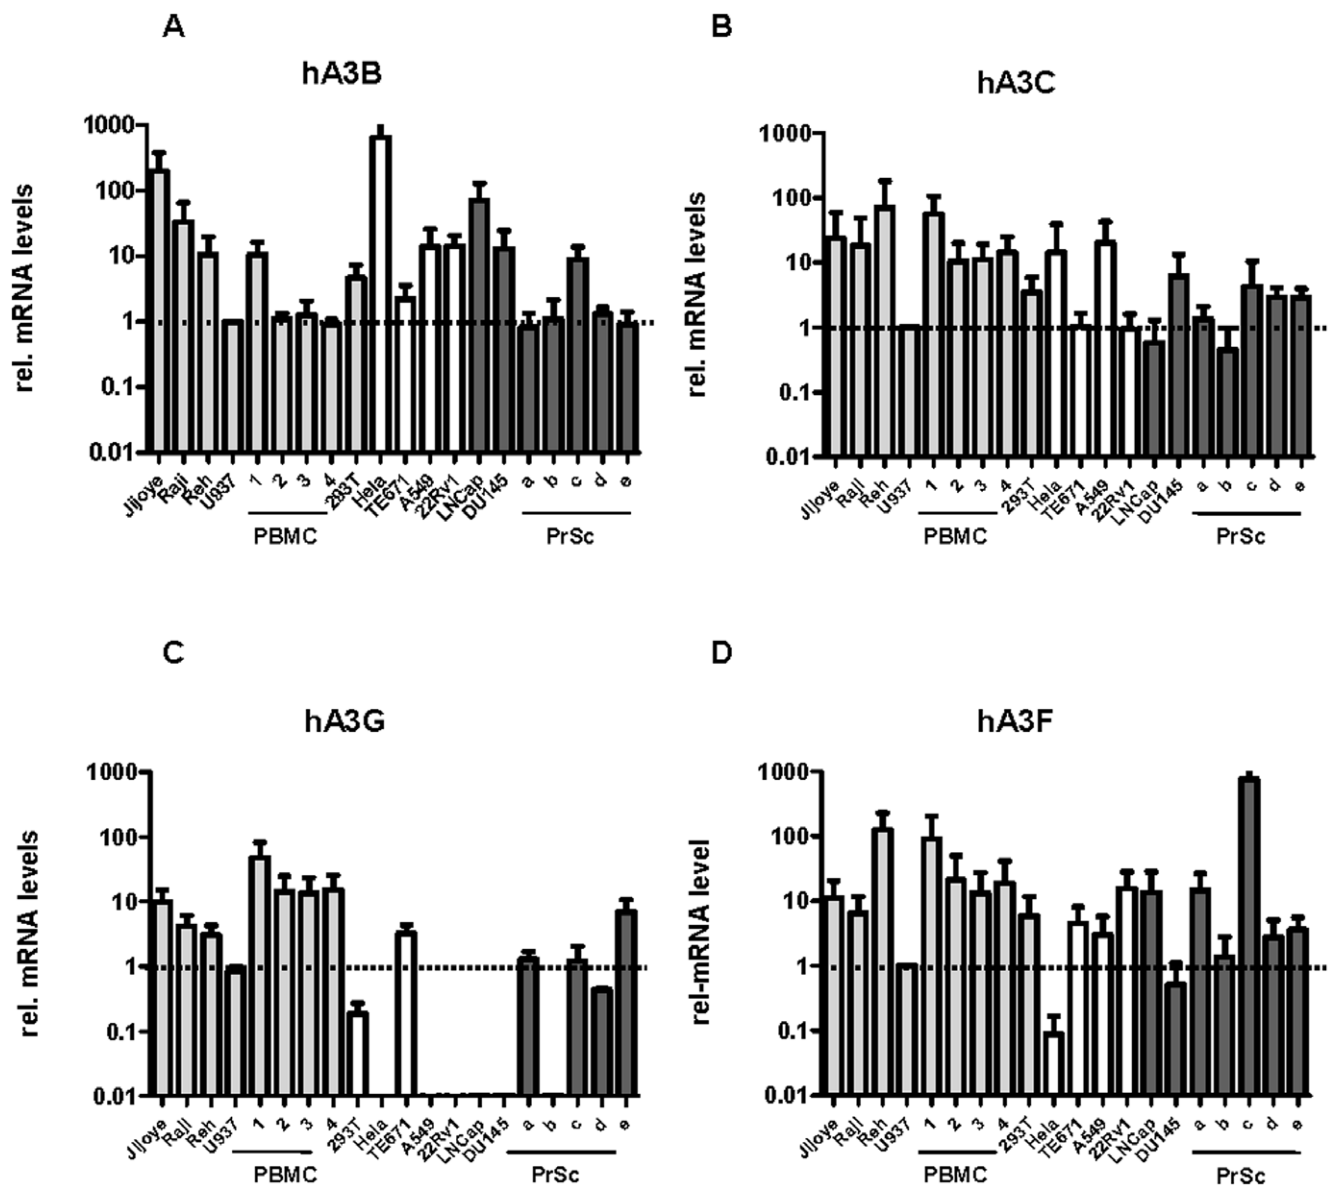 A
hA3B
rel. mRNA levels
1000
100
10
1
0.1
0.01
Jijoye Raji Reh U937 1 2 3 4 293T Hela TE671 A549 22Rv1 LNCap DU145 a b c d e
PBMC PrSc
B
hA3C
rel. mRNA levels
1000
100
10
1
0.1
0.01
Jijoye Raji Reh U937 1 2 3 4 293T Hela TE671 A549 22Rv1 LNCap DU145 a b c d e
PBMC PrSc
C
hA3G
rel. mRNA levels
1000
100
10
1
0.1
0.01
Jijoye Raji Reh U937 1 2 3 4 293T Hela TE671 A549 22Rv1 LNCap DU145 a b c d e
PBMC PrSc
D
hA3F
rel-mRNA level
1000
100
10
1
0.1
0.01
Jijoye Raji Reh U937 1 2 3 4 293T Hela TE671 A549 22Rv1 LNCap DU145 a b c d e
PBMC PrSc